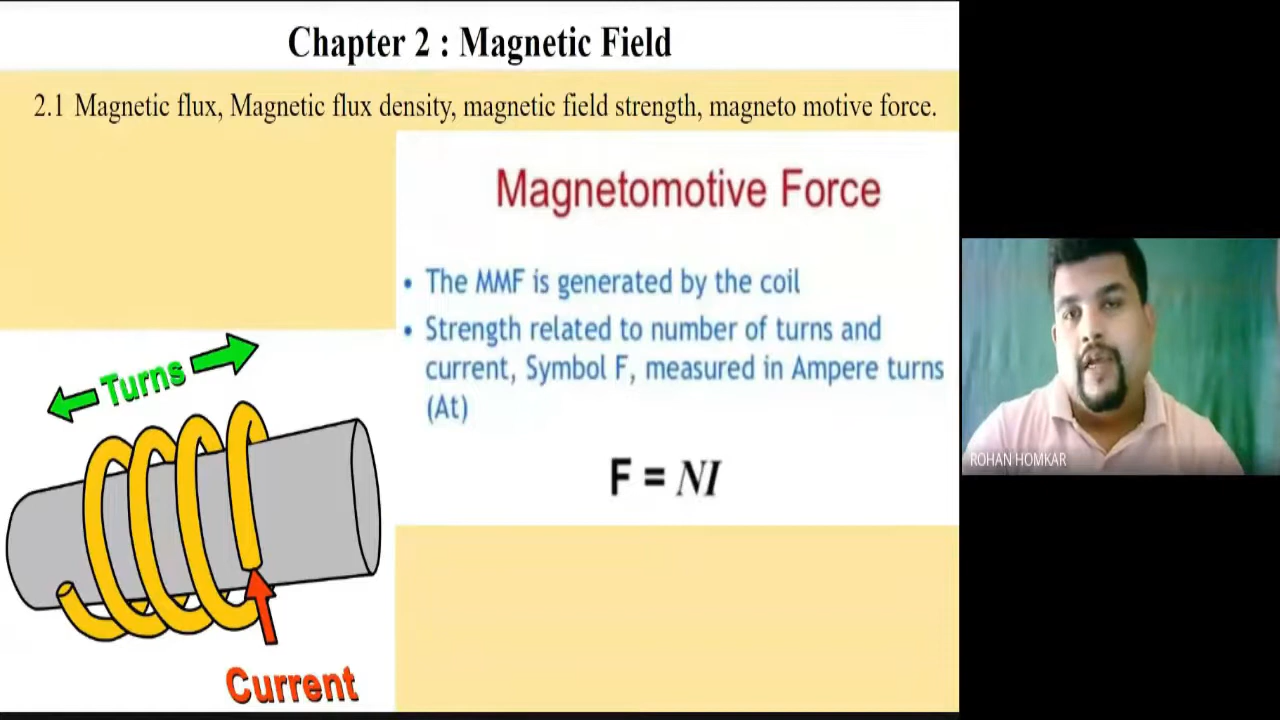 Chapter 2 : Magnetic Field
2.1 Magnetic flux, Magnetic flux density, magnetic field strength, magneto motive force.
Magnetomotive Force
• The MMF is generated by the coil
• Strength related to number of turns and
current, Symbol F, measured in Ampere turns
(At)
F = NI
Turns
Current
ROHAN HOMKAR